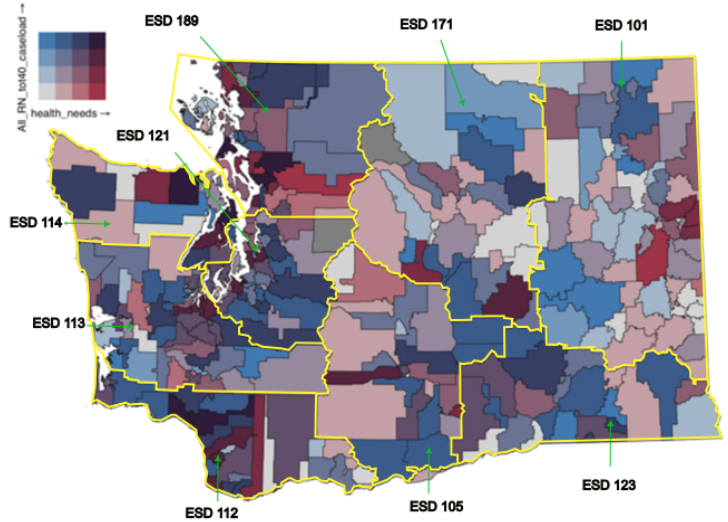 All_RN_tot40_caseload→
health_needs →
ESD 189
ESD 171
ESD 101
ESD 121
ESD 114
ESD 113
ESD 112
ESD 105
ESD 123